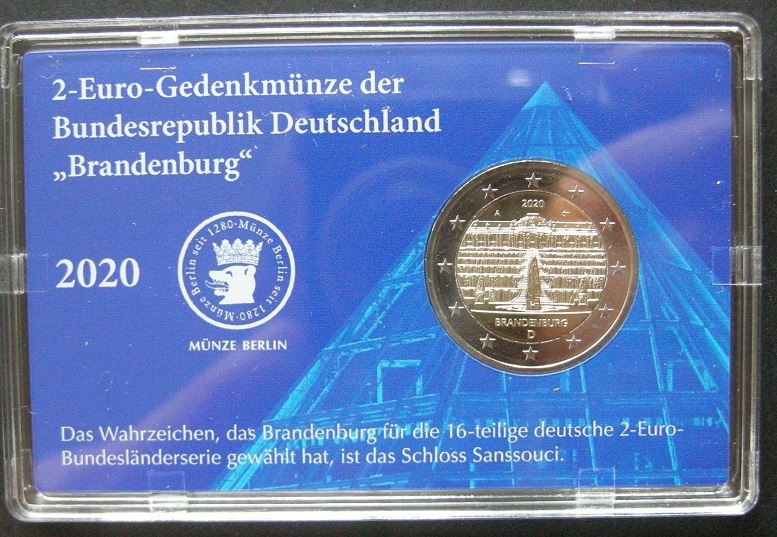 2-Euro-Gedenkmünze der
Bundesrepublik Deutschland
„Brandenburg“
2020
Münze Berlin seit 1280·Münze Berlin seit 1280·
MÜNZE BERLIN
2020
A
BRANDENBURG
D
Das Wahrzeichen, das Brandenburg für die 16-teilige deutsche 2-Euro-
Bundesländerserie gewählt hat, ist das Schloss Sanssouci.